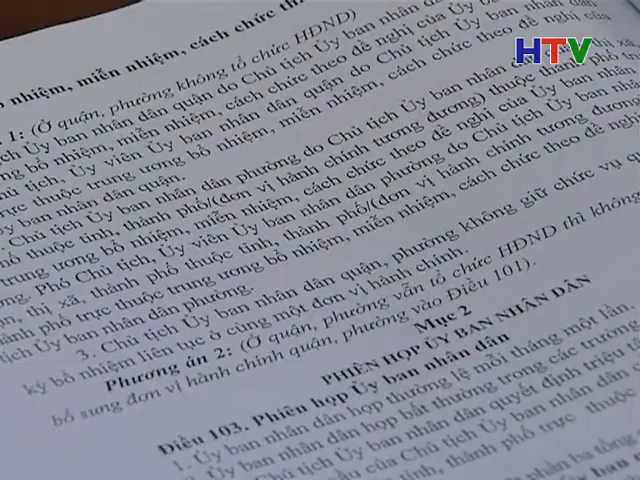 HTV
nhiệm, miễn nhiệm, cách chức
1: (Ở quận, phường không tổ chức HĐND)
Ủy ban nhân dân quận do Chủ tịch Ủy ban nhân
bổ nhiệm, miễn nhiệm, cách chức theo đề nghị của Ủy
tịch, Ủy viên Ủy ban nhân dân quận do Chủ tịch Ủy ban nhân
trực thuộc trung ương bổ nhiệm, miễn nhiệm, cách chức theo đề nghị của
ban nhân dân quận.
Chủ tịch Ủy ban nhân dân phường do Chủ tịch Ủy ban nhân
thuộc tỉnh, thành phố/(đơn vị hành chính tương đương) thuộc thành phố
trung ương bổ nhiệm, miễn nhiệm, cách chức theo đề nghị của Ủy ban nhân
Phó Chủ tịch, Ủy viên Ủy ban nhân dân phường do Chủ tịch Ủy ban nhân
thị xã, thành phố thuộc tỉnh, thành phố/(đơn vị hành chính tương đương)
thành phố trực thuộc trung ương bổ nhiệm, miễn nhiệm, cách chức theo đề nghị
tịch Ủy ban nhân dân phường.
3. Chủ tịch Ủy ban nhân dân quận, phường không giữ chức vụ
bổ nhiệm liên tục ở cùng một đơn vị hành chính.
Phương án 2: (Ở quận, phường vẫn tổ chức HĐND thì không
bổ sung đơn vị hành chính quận, phường vào Điều 101).
Mục 2
PHIÊN HỌP ỦY BAN NHÂN DÂN
Điều 103. Phiên họp Ủy ban nhân dân
1. Ủy ban nhân dân họp thường lệ mỗi tháng một lần.
2. Ủy ban nhân dân họp bất thường trong các trường
Chủ tịch Ủy ban nhân dân quyết định triệu
cầu của Chủ tịch Ủy ban nhân dân
tỉnh, thành phố trực thuộc
phần ba tổng